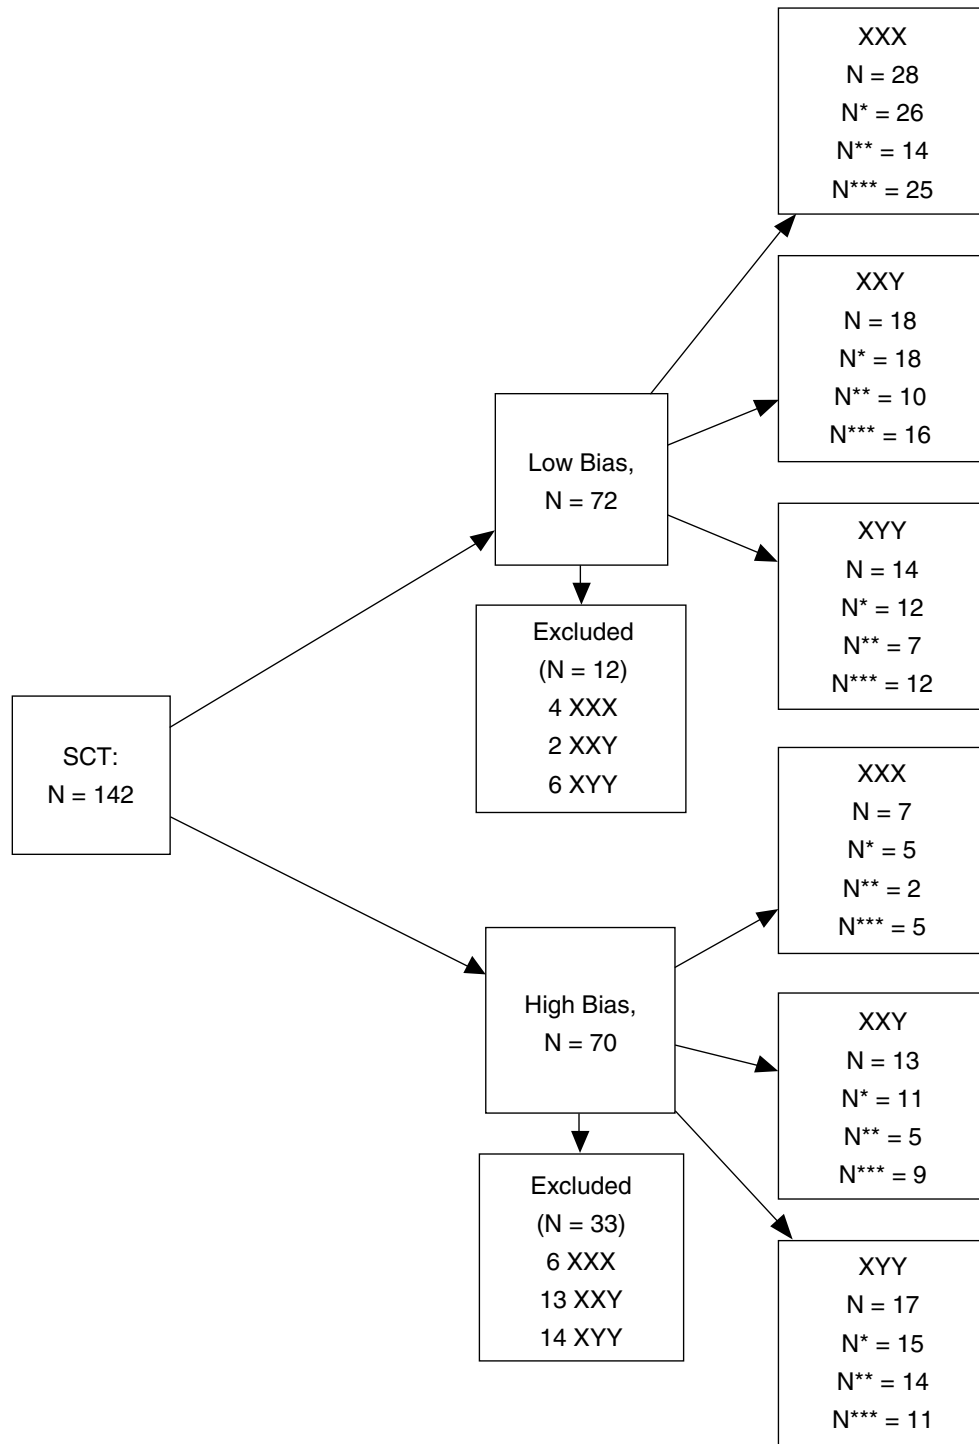 SCT:
N = 142
Low Bias,
N = 72
Excluded
(N = 12)
4 XXX
2 XXY
6 XYY
High Bias,
N = 70
Excluded
(N = 33)
6 XXX
13 XXY
14 XYY
XXX
N = 28
N* = 26
N** = 14
N*** = 25
XXY
N = 18
N* = 18
N** = 10
N*** = 16
XYY
N = 14
N* = 12
N** = 7
N*** = 12
XXX
N = 7
N* = 5
N** = 2
N*** = 5
XXY
N = 13
N* = 11
N** = 5
N*** = 9
XYY
N = 17
N* = 15
N** = 14
N*** = 11